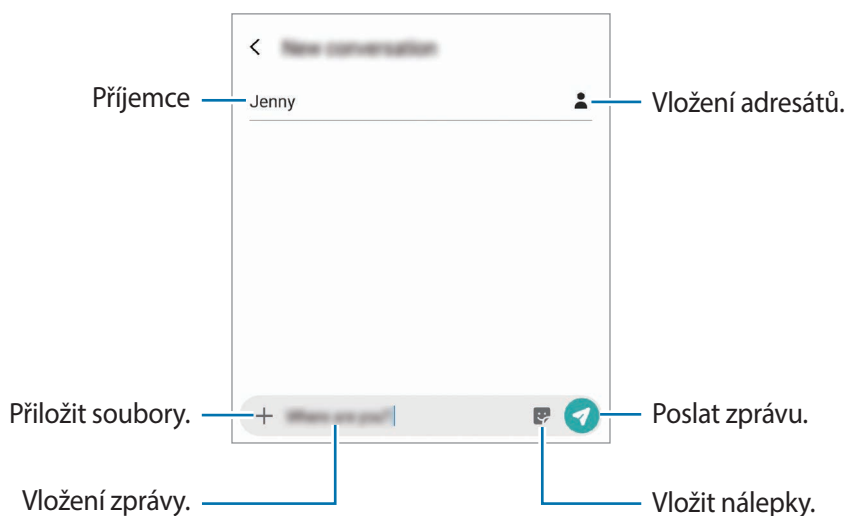 Příjemce
Jenny
Vložení adresátů.
Přiložit soubory.
Poslat zprávu.
Vložení zprávy.
Vložit nálepky.